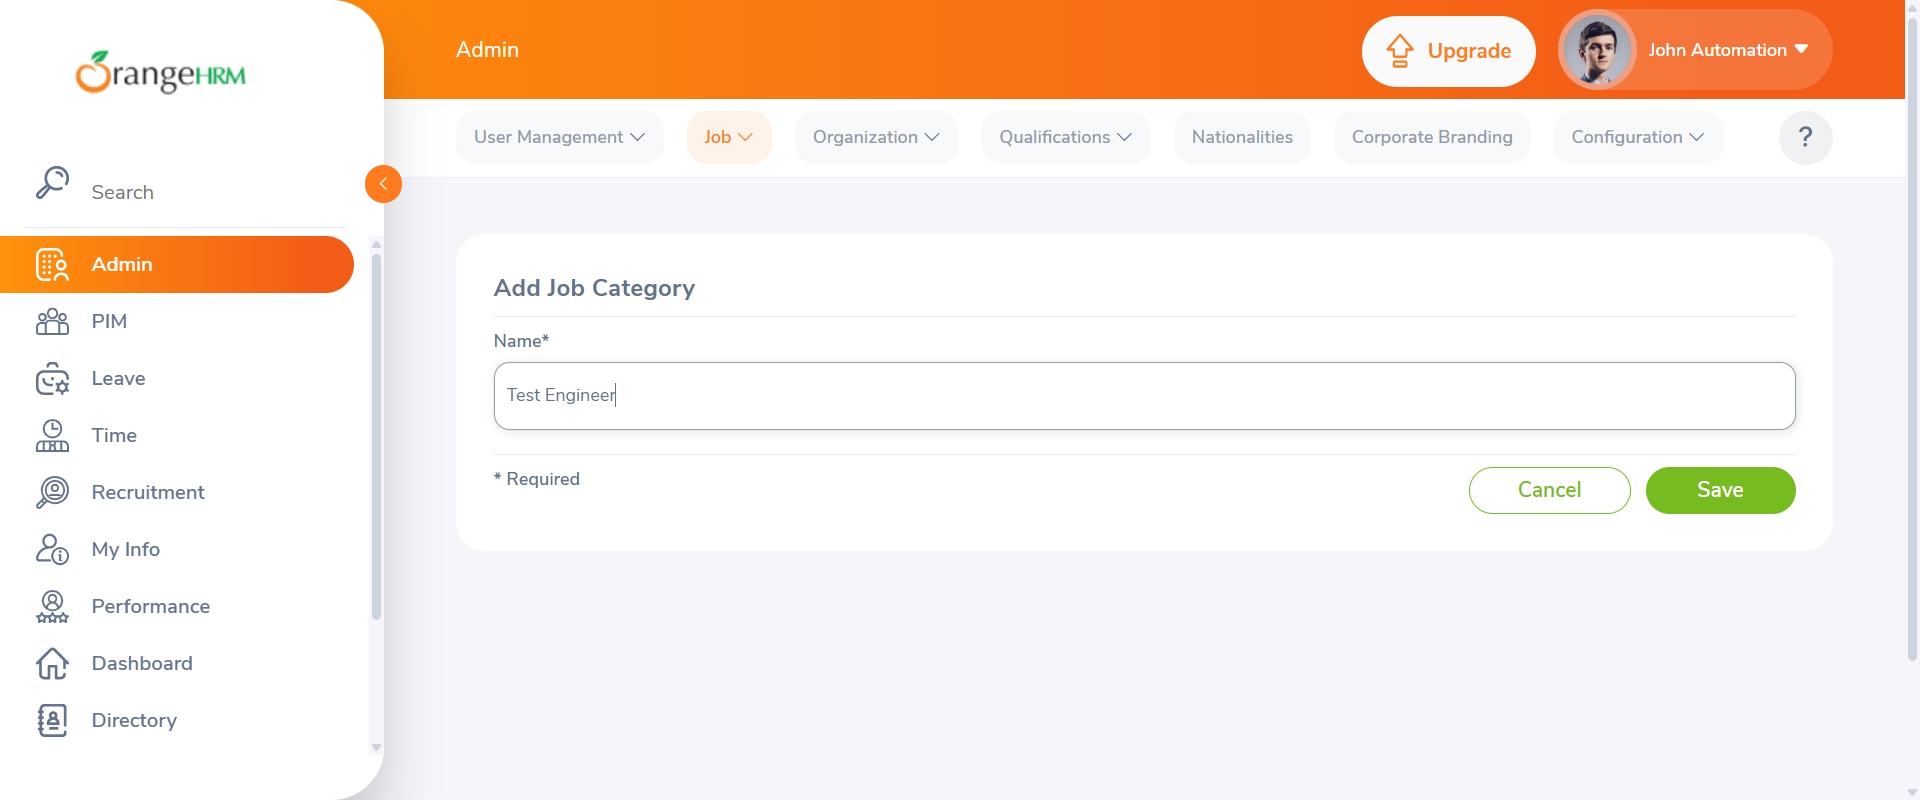 OrangeHRM
Search
Admin
PIM
Leave
Time
Recruitment
My Info
Performance
Dashboard
Directory
Admin
Upgrade
John Automation
User Management
Job
Organization
Qualifications
Nationalities
Corporate Branding
Configuration
?
Add Job Category
Name*
Test Engineer
* Required
Cancel
Save